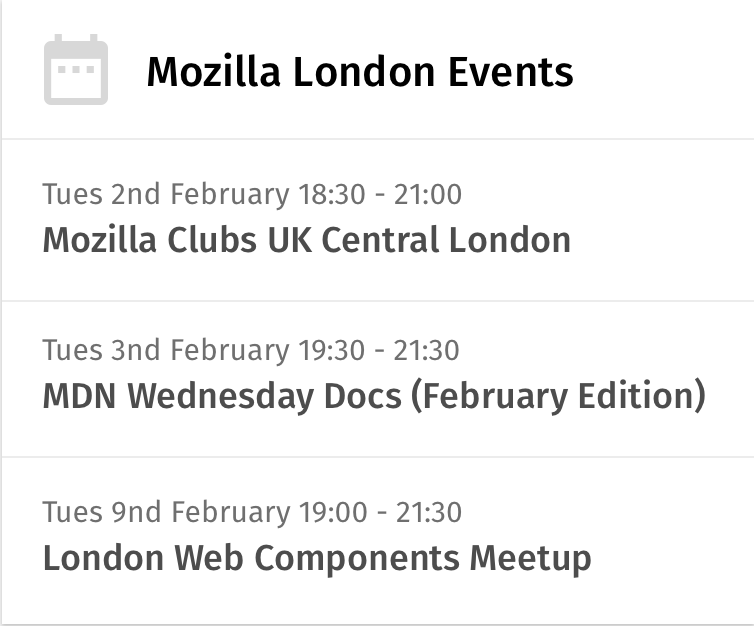 Mozilla London Events
Tues 2nd February 18:30 - 21:00
Mozilla Clubs UK Central London
Tues 3nd February 19:30 - 21:30
MDN Wednesday Docs (February Edition)
Tues 9nd February 19:00 - 21:30
London Web Components Meetup